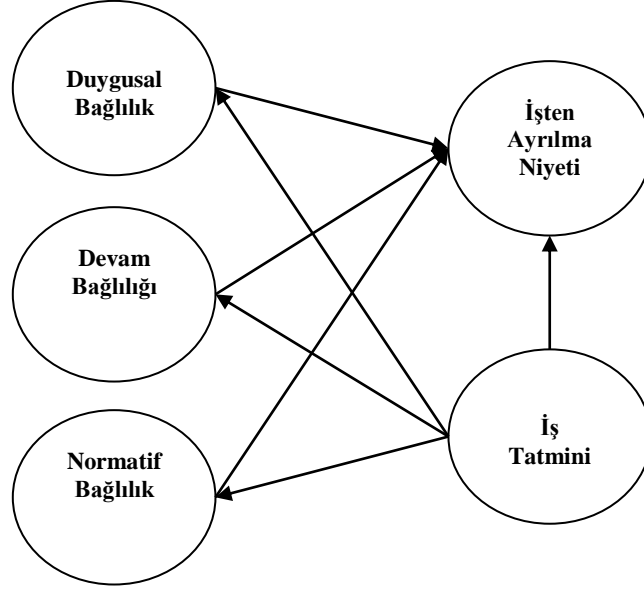 Duygusal
Bağlılık
İşten
Ayrılma
Niyeti
Devam
Bağlılığı
Normatif
Bağlılık
İş
Tatmini